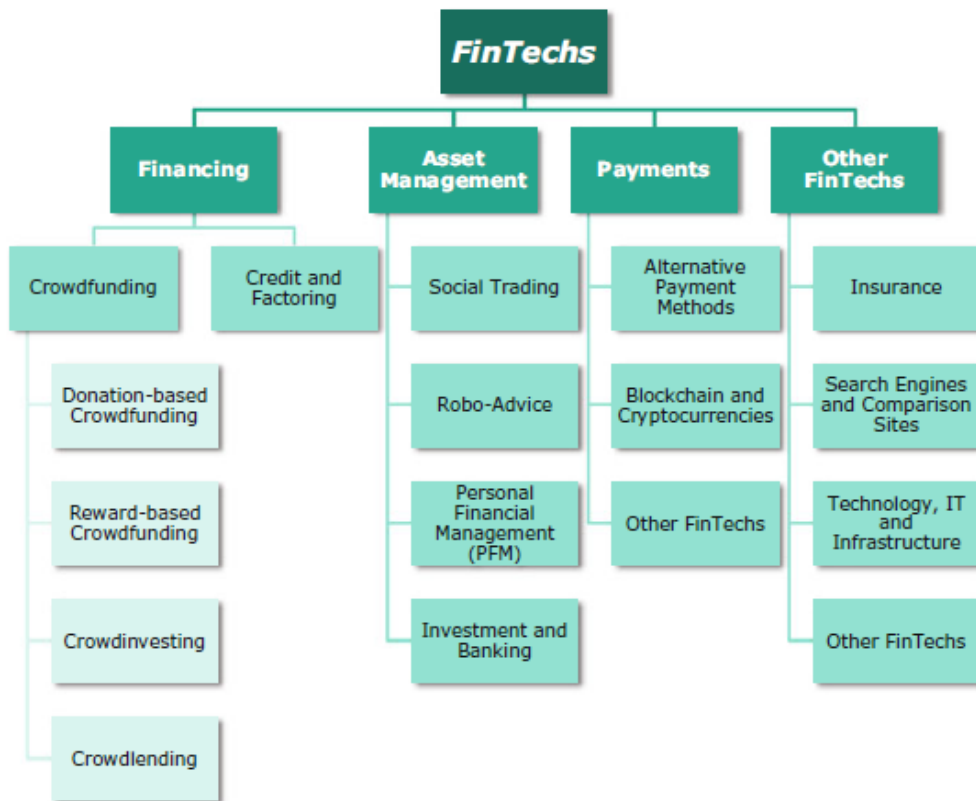 FinTechs
Financing
Asset
Management
Payments
Other
FinTechs
Crowdfunding
Credit and
Factoring
Donation-based
Crowdfunding
Reward-based
Crowdfunding
Crowdinvesting
Crowdlending
Social Trading
Robo-Advice
Personal
Financial
Management
(PFM)
Investment and
Banking
Alternative
Payment
Methods
Blockchain and
Cryptocurrencies
Other FinTechs
Insurance
Search Engines
and Comparison
Sites
Technology, IT
and
Infrastructure
Other FinTechs